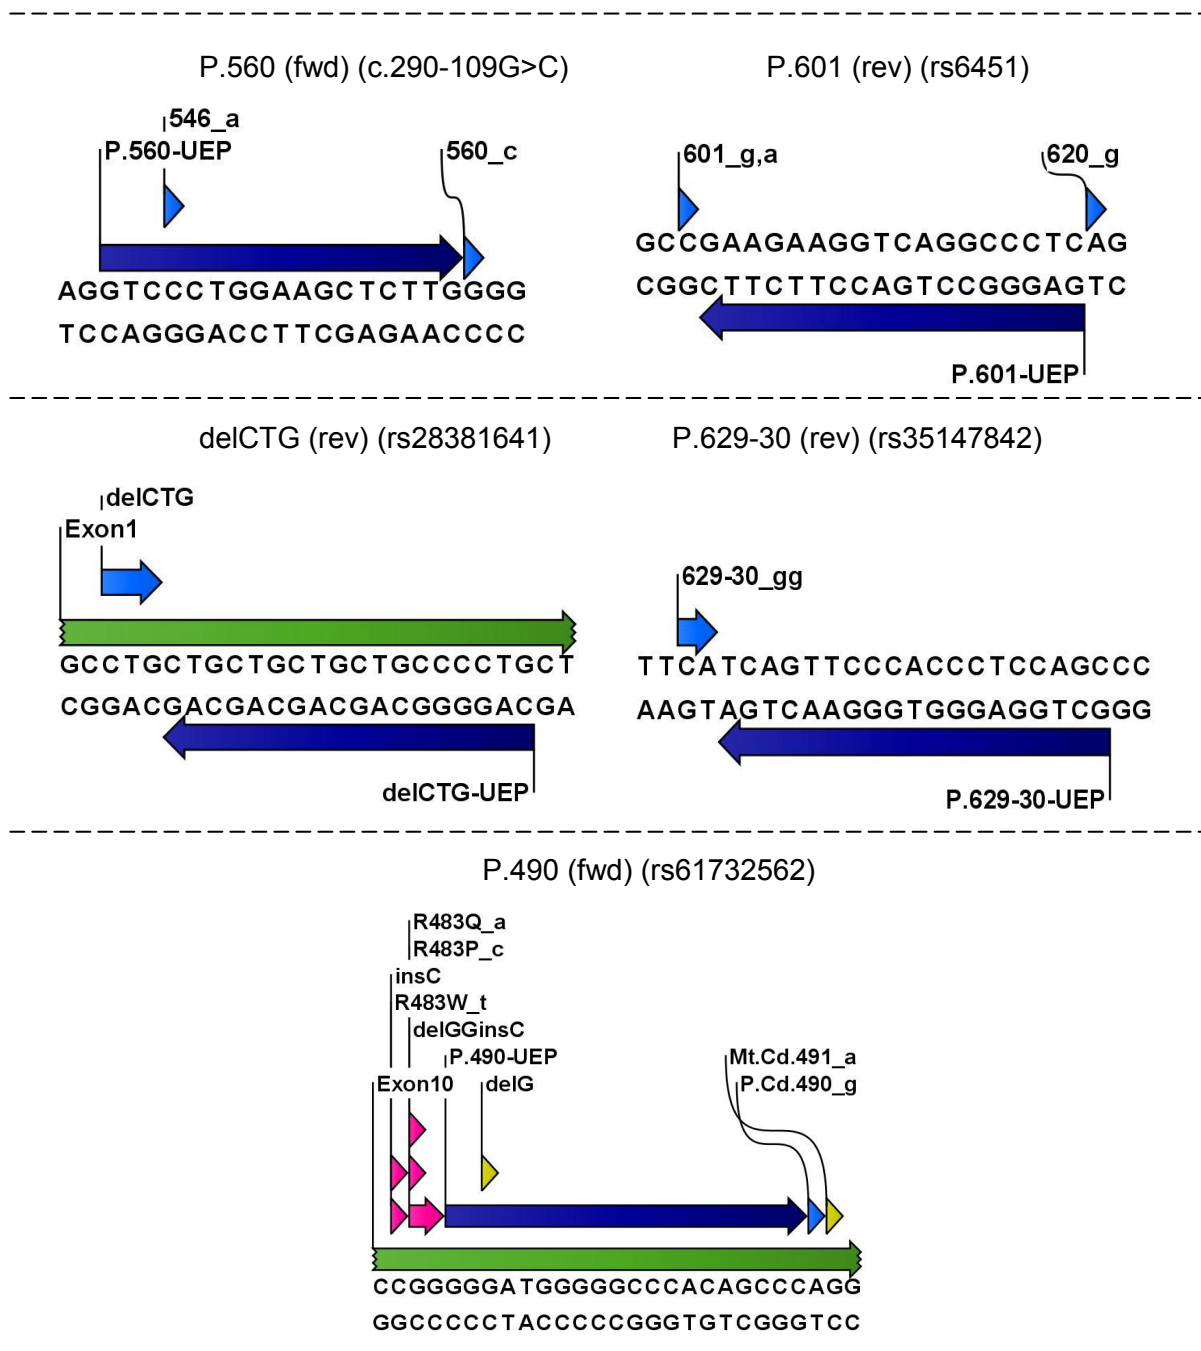 P.560 (fwd) (c.290-109G>C)
546_a
P.560-UEP
560_c
AGGTCCCTGGAAGCTCTTGGGG
TCCAGGGACCTTCGAGAACCCC
P.601 (rev) (rs6451)
601_g,a
620_g
GCCGAAGAAGGTCAGGCCCTCAG
CGGCTTCTTCCAGTCCGGGAGTC
P.601-UEP
delCTG (rev) (rs28381641)
delCTG
Exon1
GCCTGCTGCTGCTGCTGCCCCTGCT
CGGACGACGACGACGACGGGGACGA
delCTG-UEP
P.629-30 (rev) (rs35147842)
629-30_gg
TTCATCAGTTCCCACCCTCCAGCCC
AAGTAGTCAAGGGTGGGAGGTCGGG
P.629-30-UEP
P.490 (fwd) (rs61732562)
R483Q_a
R483P_c
insC
R483W_t
delGGinsC
P.490-UEP
Mt.Cd.491_a
Exon10
delG
P.Cd.490_g
CCGGGGGATGGGGGCCCACAGCCCAGG
GGCCCCCTACCCCCGGGTGTCGGGTCC